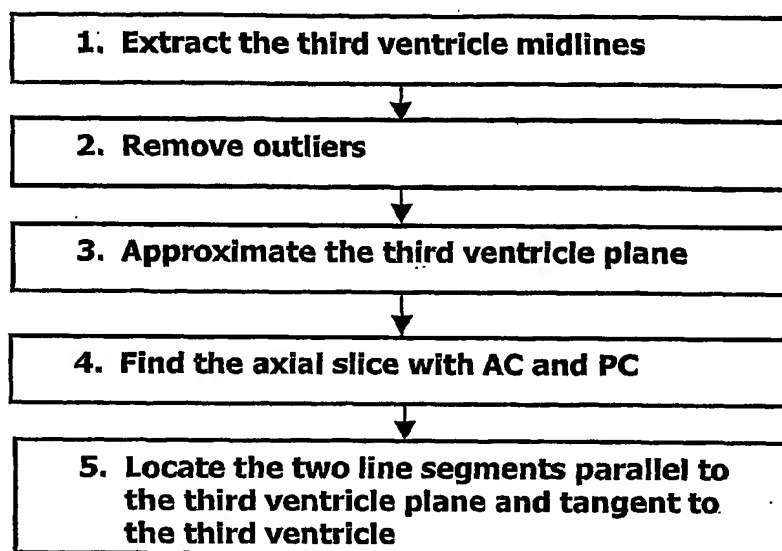 1. Extract the third ventricle midlines
2. Remove outliers
3. Approximate the third ventricle plane
4. Find the axial slice with AC and PC
5. Locate the two line segments parallel to
the third ventricle plane and tangent to
the third ventricle